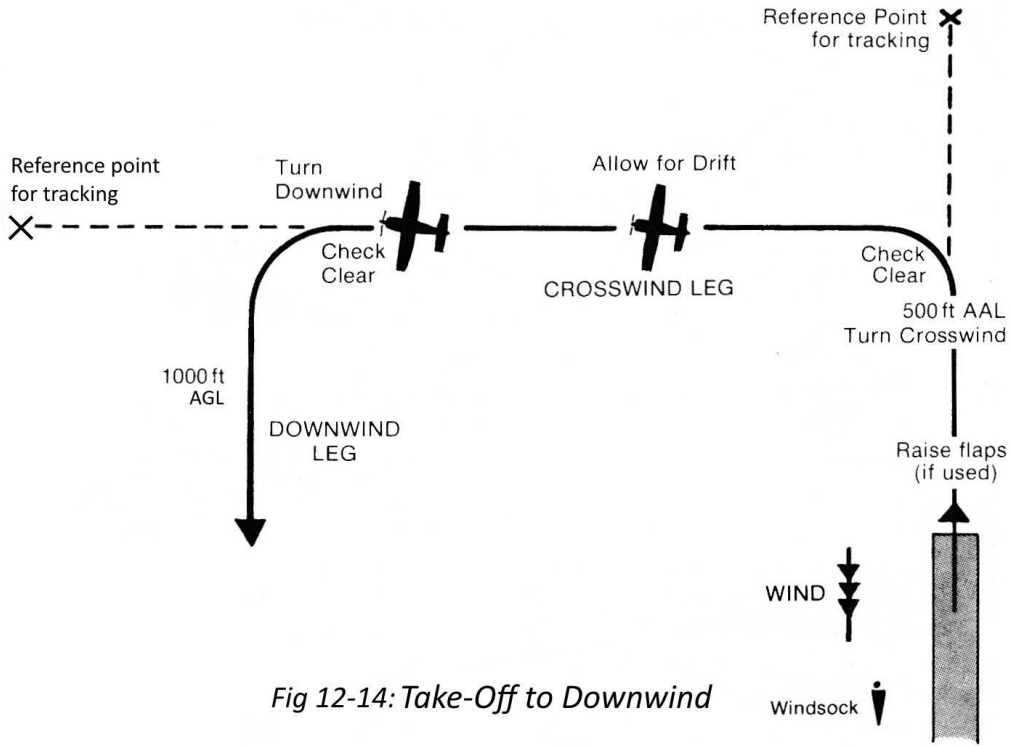 Reference Point
for tracking
Reference point
for tracking
Turn
Downwind
Allow for Drift
Check
Clear
CROSSWIND LEG
Check
Clear
500 ft AAL
Turn Crosswind
1000 ft
AGL
DOWNWIND
LEG
Raise flaps
(if used)
WIND
Fig 12-14: Take-Off to Downwind
Windsock